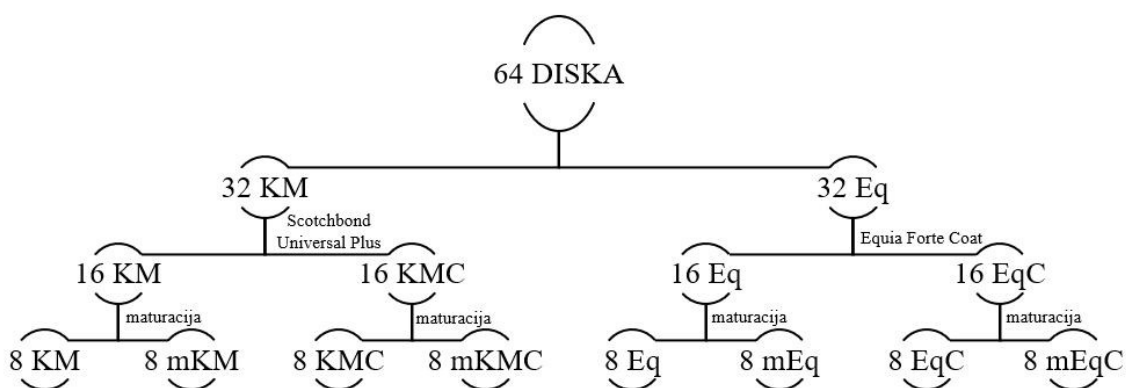 64 DISKA
32 KM
32 Eq
Scotchbond
Universal Plus
Equia Forte Coat
16 KM
16 KMC
16 Eq
16 EqC
maturacija
maturacija
maturacija
maturacija
8 KM
8 mKM
8 KMC
8 mKMC
8 Eq
8 mEq
8 EqC
8 mEqC